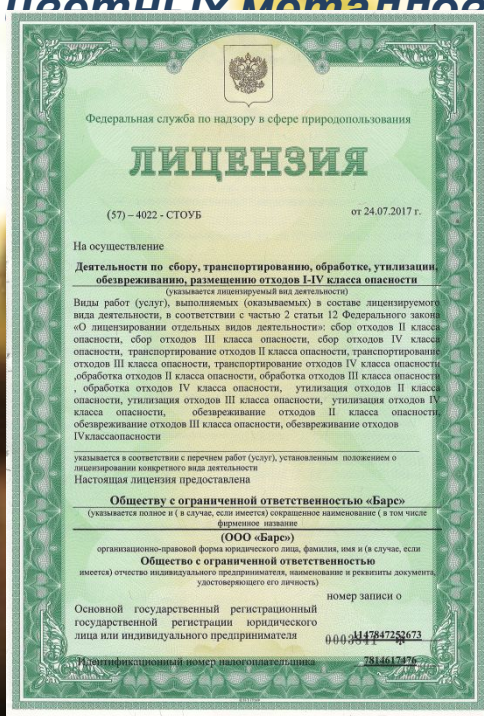 цветных металлов
Федеральная служба по надзору в сфере природопользования
ЛИЦЕНЗИЯ
(57) – 4022 - СТОУБ
от 24.07.2017 г.
На осуществление
Деятельности по сбору, транспортированию, обработке, утилизации,
обезвреживанию, размещению отходов I-IV класса опасности
(указывается лицензируемый вид деятельности)
Виды работ (услуг), выполняемых (оказываемых) в составе лицензируемого
вида деятельности, в соответствии с частью 2 статьи 12 Федерального закона
«О лицензировании отдельных видов деятельности»: сбор отходов II класса
опасности, сбор отходов III класса опасности, сбор отходов IV класса
опасности, транспортирование отходов II класса опасности, транспортирование
отходов III класса опасности, транспортирование отходов IV класса опасности
,обработка отходов II класса опасности, обработка отходов III класса опасности
, обработка отходов IV класса опасности, утилизация отходов II класса
опасности, утилизация отходов III класса опасности, утилизация отходов IV
класса опасности, обезвреживание отходов II класса опасности,
обезвреживание отходов III класса опасности, обезвреживание отходов
IVклассаопасности
указывается в соответствии с перечнем работ (услуг), установленным положением о
лицензировании конкретного вида деятельности
Настоящая лицензия предоставлена
Обществу с ограниченной ответственностью «Барс»
(указывается полное и ( в случае, если имеется) сокращенное наименование ( в том числе
фирменное название
(ООО «Барс»)
организационно-правовой форма юридического лица, фамилия, имя и (в случае, если
Общество с ограниченной ответственностью
имеется) отчество индивидуального предпринимателя, наименование и реквизиты документа,
удостоверяющего его личность)
номер записи о
Основной государственный регистрационный
государственной регистрации юридического
лица или индивидуального предпринимателя
1147847252673
Идентификационный номер налогоплательщика
7814617476